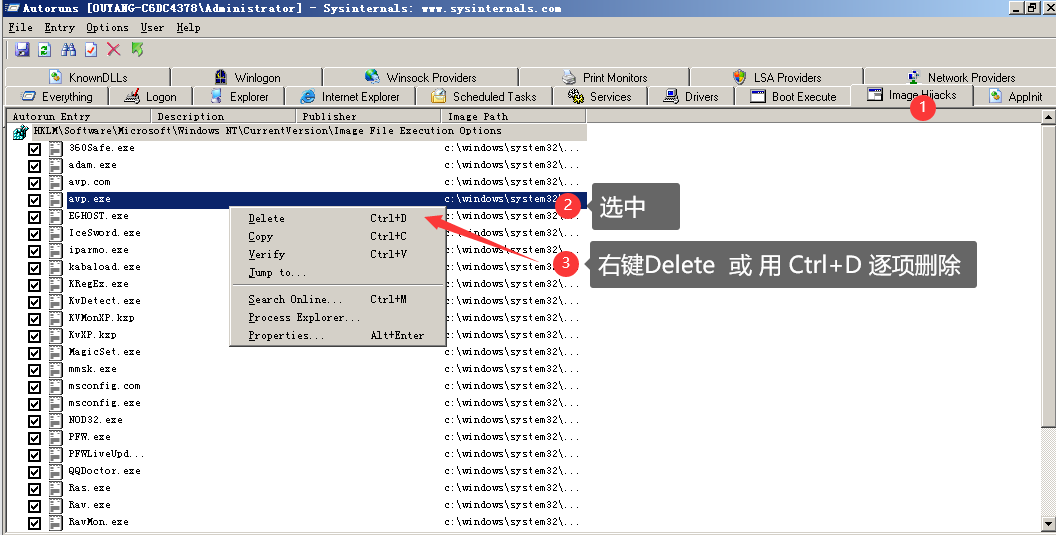 Autoruns [OUYANG-C6DC4378\Administrator] - Sysinternals: www.sysinternals.com
File Entry Options User Help
KnownDLLs Winlogon Winsock Providers Print Monitors LSA Providers Network Providers
Everything Logon Explorer Internet Explorer Scheduled Tasks Services Drivers Boot Execute Image Hijacks AppInit
1
Autorun Entry Description Publisher Image Path
HKLM\Software\Microsoft\Windows NT\CurrentVersion\Image File Execution Options
360Safe.exe c:\windows\system32\...
adam.exe c:\windows\system32\...
avp.com c:\windows\system32\...
avp.exe c:\windows\system32\...
2 选中
EGHOST.exe c:\windows\system32\...
IceSword.exe c:\windows\system32\...
iparmo.exe c:\windows\system32\...
kabaload.exe c:\windows\system32\...
KRegEx.exe c:\windows\system32\...
KvDetect.exe c:\windows\system32\...
KVMonXP.kxp c:\windows\system32\...
KvXP.kxp c:\windows\system32\...
MagicSet.exe c:\windows\system32\...
mmsk.exe c:\windows\system32\...
msconfig.com c:\windows\system32\...
msconfig.exe c:\windows\system32\...
NOD32.exe c:\windows\system32\...
PFW.exe c:\windows\system32\...
PFWLiveUpd... c:\windows\system32\...
QQDoctor.exe c:\windows\system32\...
Ras.exe c:\windows\system32\...
Rav.exe c:\windows\system32\...
RavMon.exe c:\windows\system32\...
Delete Ctrl+D
Copy Ctrl+C
Verify Ctrl+V
Jump to...
Search Online... Ctrl+M
Process Explorer...
Properties... Alt+Enter
3 右键Delete 或 用 Ctrl+D 逐项删除